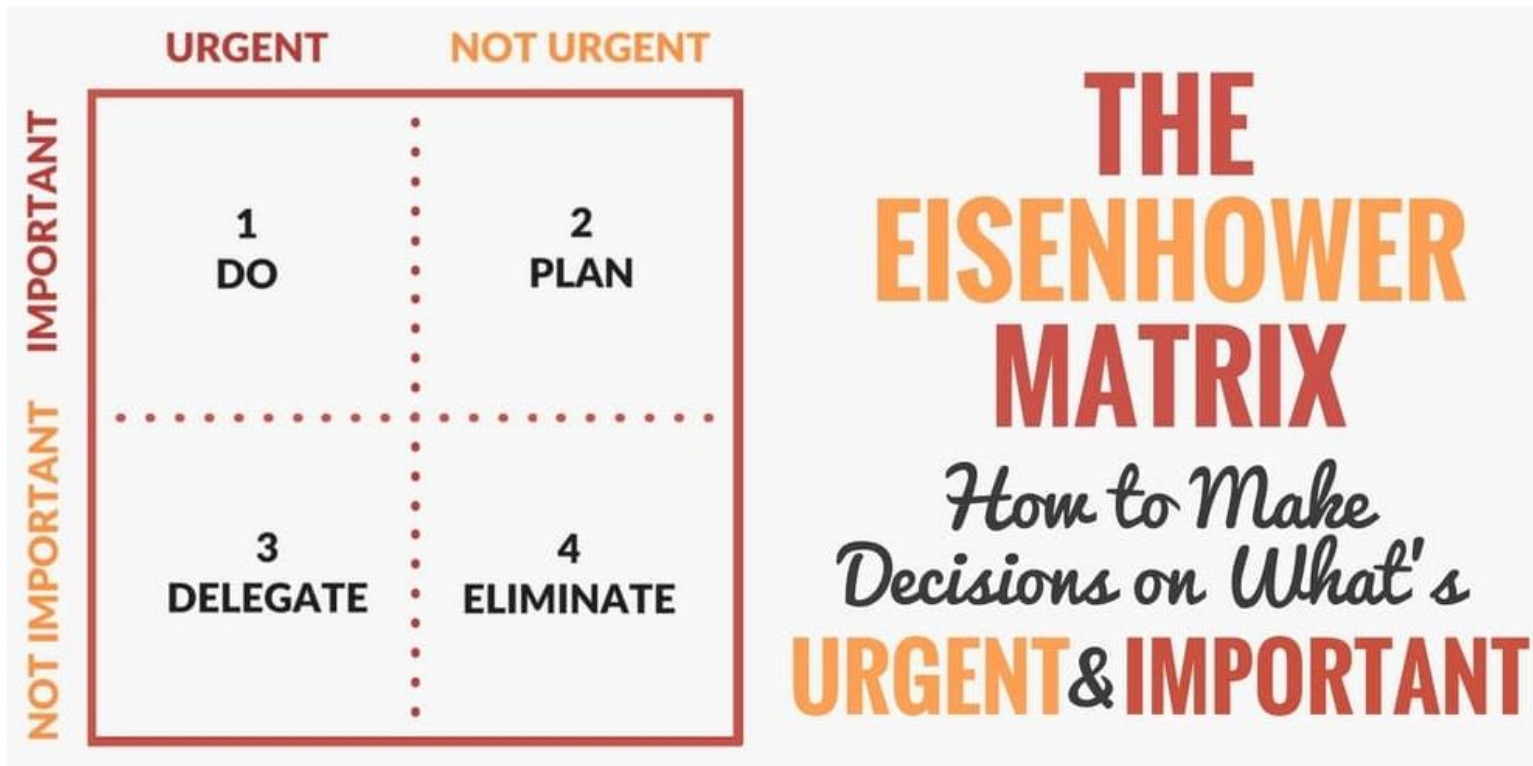 URGENT NOT URGENT
IMPORTANT
1
DO
2
PLAN
NOT IMPORTANT
3
DELEGATE
4
ELIMINATE
THE
EISENHOWER
MATRIX
How to Make
Decisions on What's
URGENT & IMPORTANT